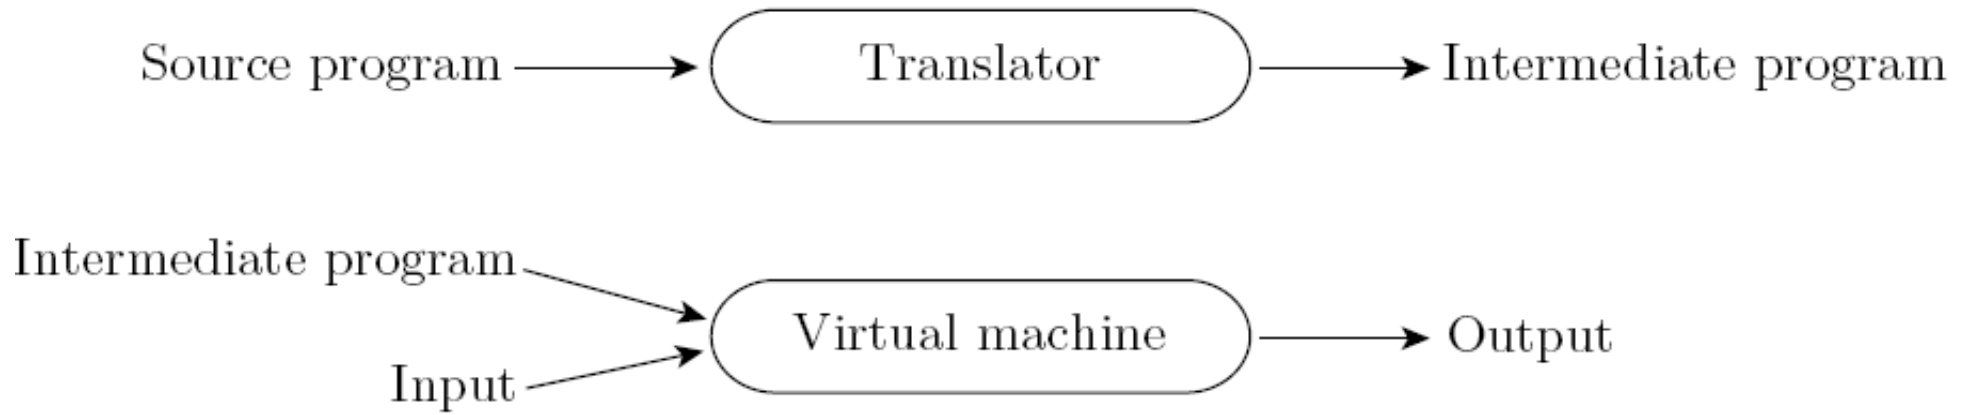 Source program
Translator
Intermediate program
Intermediate program
Input
Virtual machine
Output